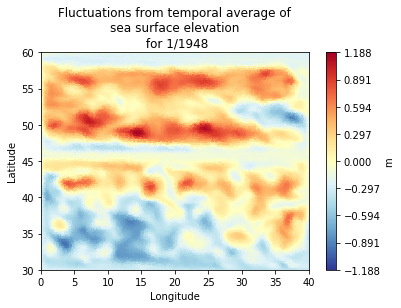 Fluctuations from temporal average of
sea surface elevation
for 1/1948
60
55
50
45
40
35
30
Latitude
0 5 10 15 20 25 30 35 40
Longitude
1.188
0.891
0.594
0.297
0.000
−0.297
−0.594
−0.891
−1.188
m